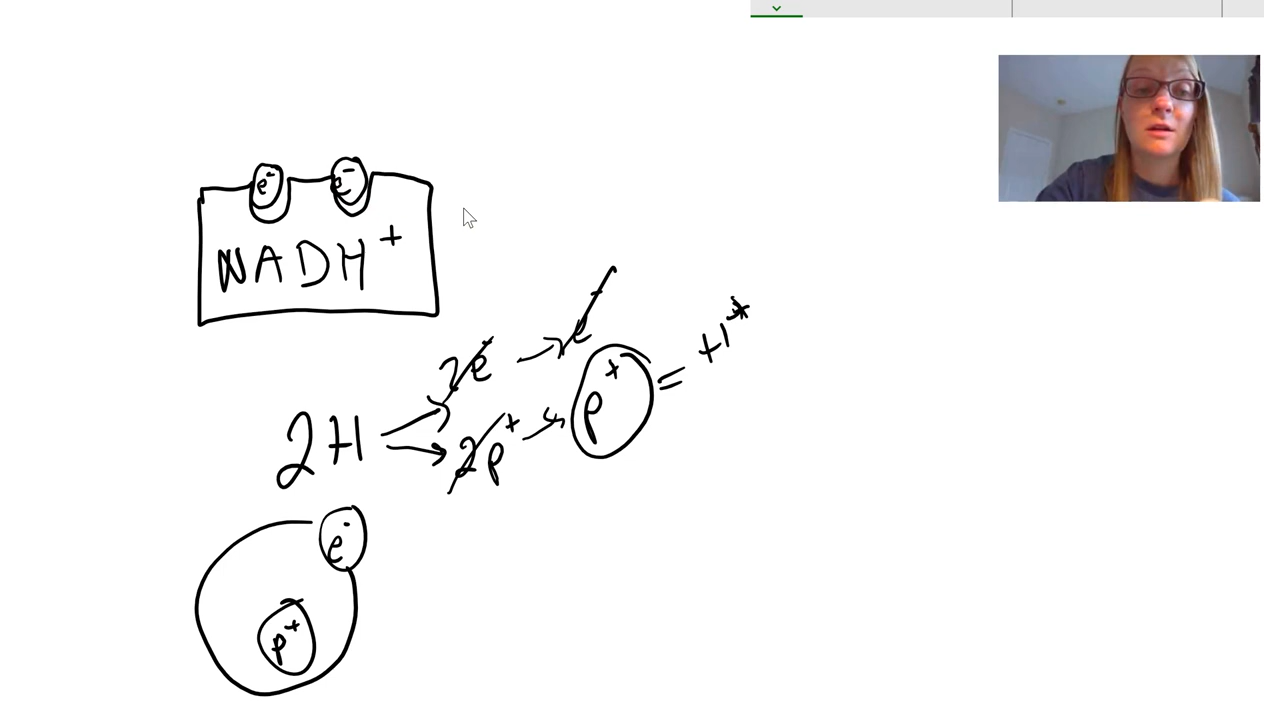 e⁻ e⁻
NADH⁺
2e⁻ → e⁻
2H
2p⁺ → p⁺ = +1*
e⁻
p⁺